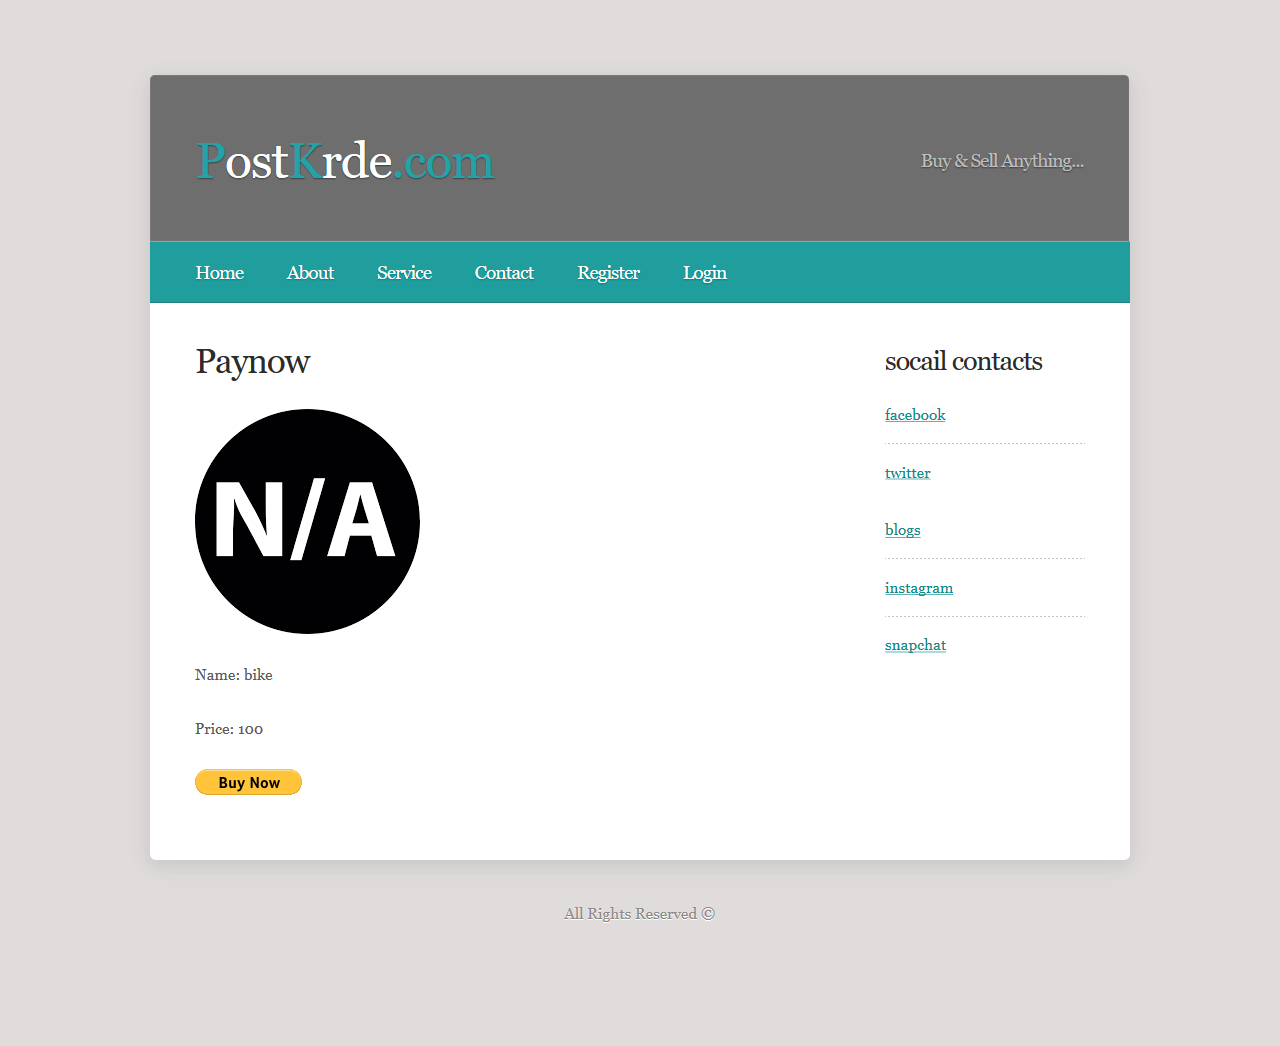 PostKrde.com
Buy & Sell Anything...
Home About Service Contact Register Login
Paynow
N/A
Name: bike
Price: 100
Buy Now
socail contacts
facebook
twitter
blogs
instagram
snapchat
All Rights Reserved ©